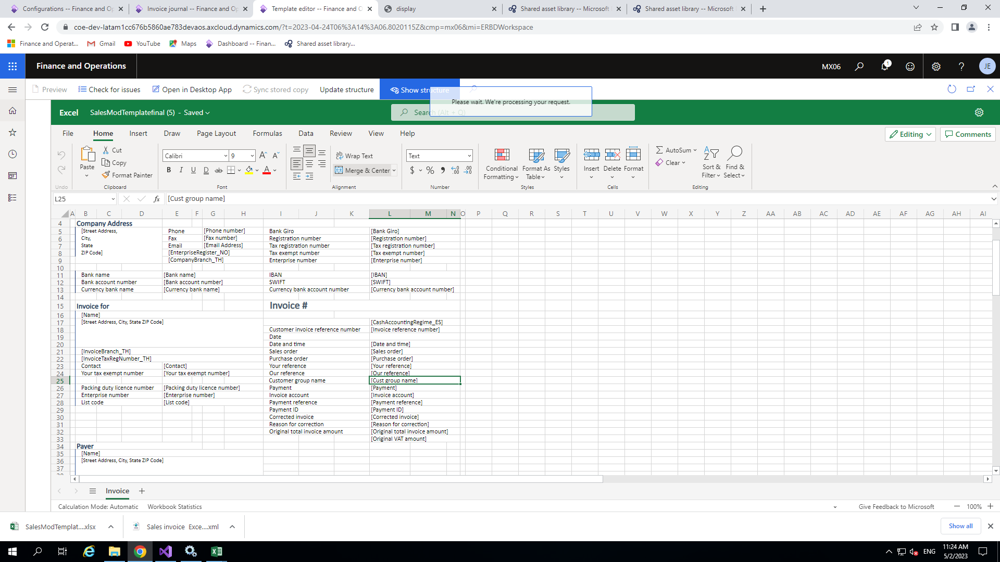 Configurations -- Finance and Op
Invoice journal -- Finance and Op
Template editor -- Finance and O
display
Shared asset library -- Microsoft
Shared asset library -- Microsoft
coe-dev-latam1cc676b5860ae783devaos.axcloud.dynamics.com/?t=2023-04-24T06%3A14%3A06.8020115Z&cmp=mx06&mi=ERBDWorkspace
Finance and Operat...
Gmail
YouTube
Maps
Dashboard -- Finan...
Shared asset library...
Finance and Operations
MX06
1
?
JE
Preview
Check for issues
Open in Desktop App
Sync stored copy
Update structure
Show structure
Please wait. We're processing your request.
Excel
SalesModTemplatefinal (5) - Saved
Search (Alt + Q)
File
Home
Insert
Draw
Page Layout
Formulas
Data
Review
View
Help
Editing
Comments
Paste
Cut
Copy
Format Painter
Calibri
9
B I U D ab
Wrap Text
Merge & Center
Text
$ % 9
Conditional Formatting
Format As Table
Styles
Insert
Delete
Format
AutoSum
Clear
Sort & Filter
Find & Select
Undo
Clipboard
Font
Alignment
Number
Styles
Cells
Editing
L25
fx
[Cust group name]
A B C D E F G H I J K L M N O P Q R S T U V W X Y Z AA AB AC AD AE AF AG AH AI
4 Company Address
5 [Street Address, Phone [Phone number] Bank Giro [Bank Giro]
6 City, Fax [Fax number] Registration number [Registration number]
7 State Email [Email Address] Tax registration number [Tax registration number]
8 ZIP Code] [EnterpriseRegister_NO] Tax exempt number [Tax exempt number]
9 [CompanyBranch_TH] Enterprise number [Enterprise number]
10
11 Bank name [Bank name] IBAN [IBAN]
12 Bank account number [Bank account number] SWIFT [SWIFT]
13 Currency bank name [Currency bank name] Currency bank account number [Currency bank account number]
14
15 Invoice for Invoice #
16 [Name]
17 [Street Address, City, State ZIP Code] [CashAccountingRegime_ES]
18 Customer invoice reference number [Invoice reference number]
19 Date
20 Date and time [Date and time]
21 [InvoiceBranch_TH] Sales order [Sales order]
22 [InvoiceTaxRegNumber_TH] Purchase order [Purchase order]
23 Contact [Contact] Your reference [Your reference]
24 Your tax exempt number [Your tax exempt number] Our reference [Our reference]
25 Customer group name [Cust group name]
26 Packing duty licence number [Packing duty licence number] Payment [Payment]
27 Enterprise number [Enterprise number] Invoice account [Invoice account]
28 List code [List code] Payment reference [Payment reference]
29 Payment ID [Payment ID]
30 Corrected invoice [Corrected invoice]
31 Reason for correction [Reason for correction]
32 Original total invoice amount [Original total invoice amount]
33 [Original VAT amount]
34 Payer
35 [Name]
36 [Street Address, City, State ZIP Code]
37
Invoice
Calculation Mode: Automatic
Workbook Statistics
Give Feedback to Microsoft
100%
SalesModTemplat....xlsx
Sales invoice Exce....xml
Show all
ENG
11:24 AM
5/2/2023